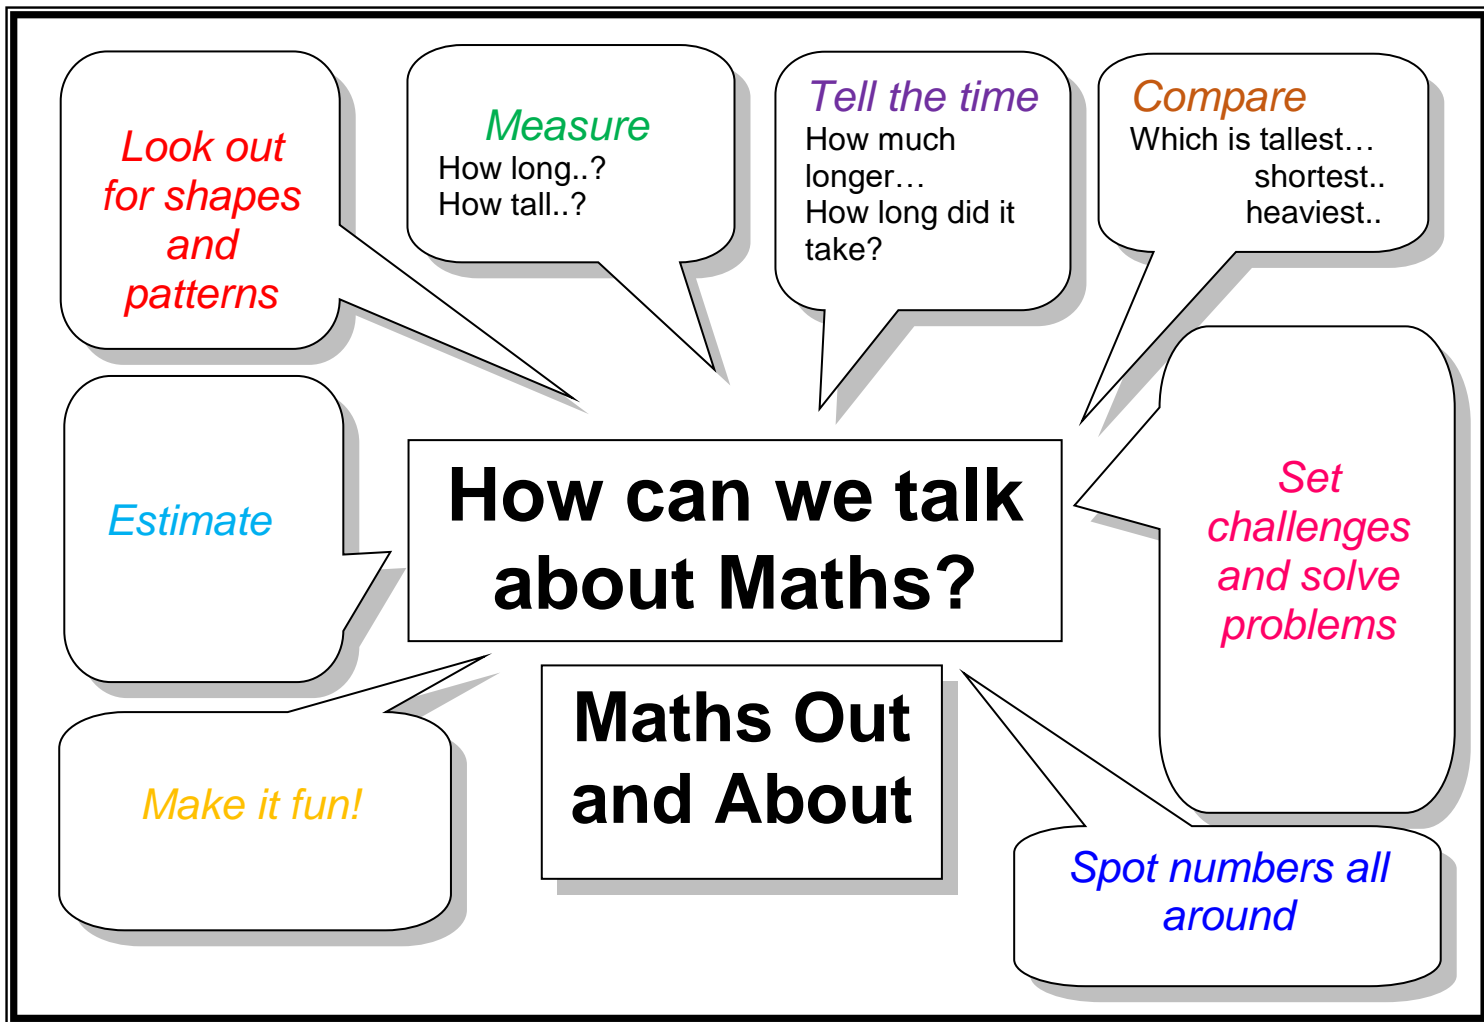 Look out
for shapes
and
patterns
Measure
How long..?
How tall..?
Tell the time
How much
longer…
How long did it
take?
Compare
Which is tallest…
shortest..
heaviest..
Estimate
How can we talk
about Maths?
Set
challenges
and solve
problems
Make it fun!
Maths Out
and About
Spot numbers all
around